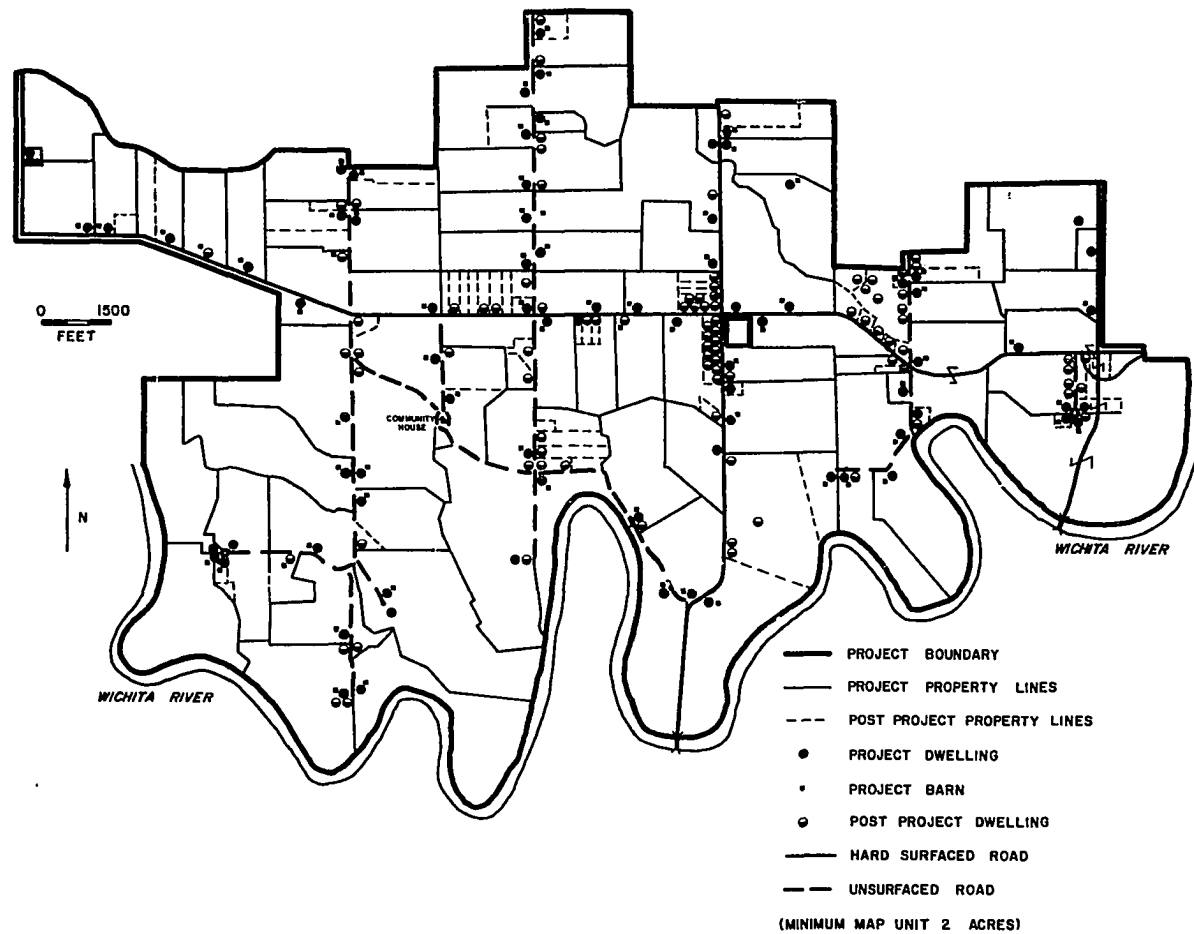 0 1500
FEET
COMMUNITY
HOUSE
N
WICHITA RIVER
WICHITA RIVER
PROJECT BOUNDARY
PROJECT PROPERTY LINES
POST PROJECT PROPERTY LINES
PROJECT DWELLING
PROJECT BARN
POST PROJECT DWELLING
HARD SURFACED ROAD
UNSURFACED ROAD
(MINIMUM MAP UNIT 2 ACRES)